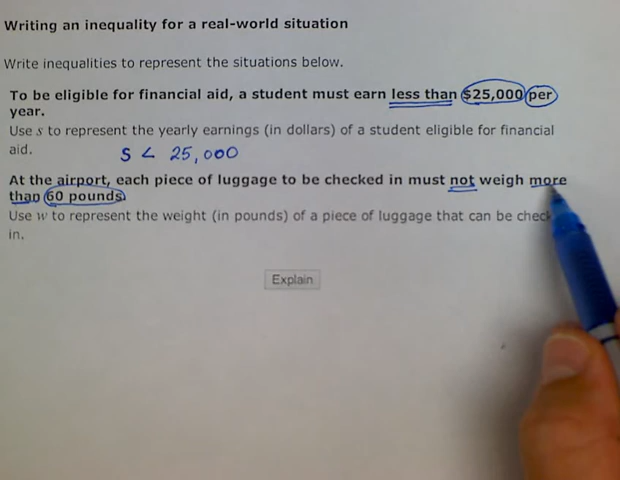 Writing an inequality for a real-world situation
Write inequalities to represent the situations below.
To be eligible for financial aid, a student must earn less than $25,000 per
year.
Use s to represent the yearly earnings (in dollars) of a student eligible for financial
aid.
s < 25,000
At the airport, each piece of luggage to be checked in must not weigh more
than 60 pounds.
Use w to represent the weight (in pounds) of a piece of luggage that can be
in.
Explain